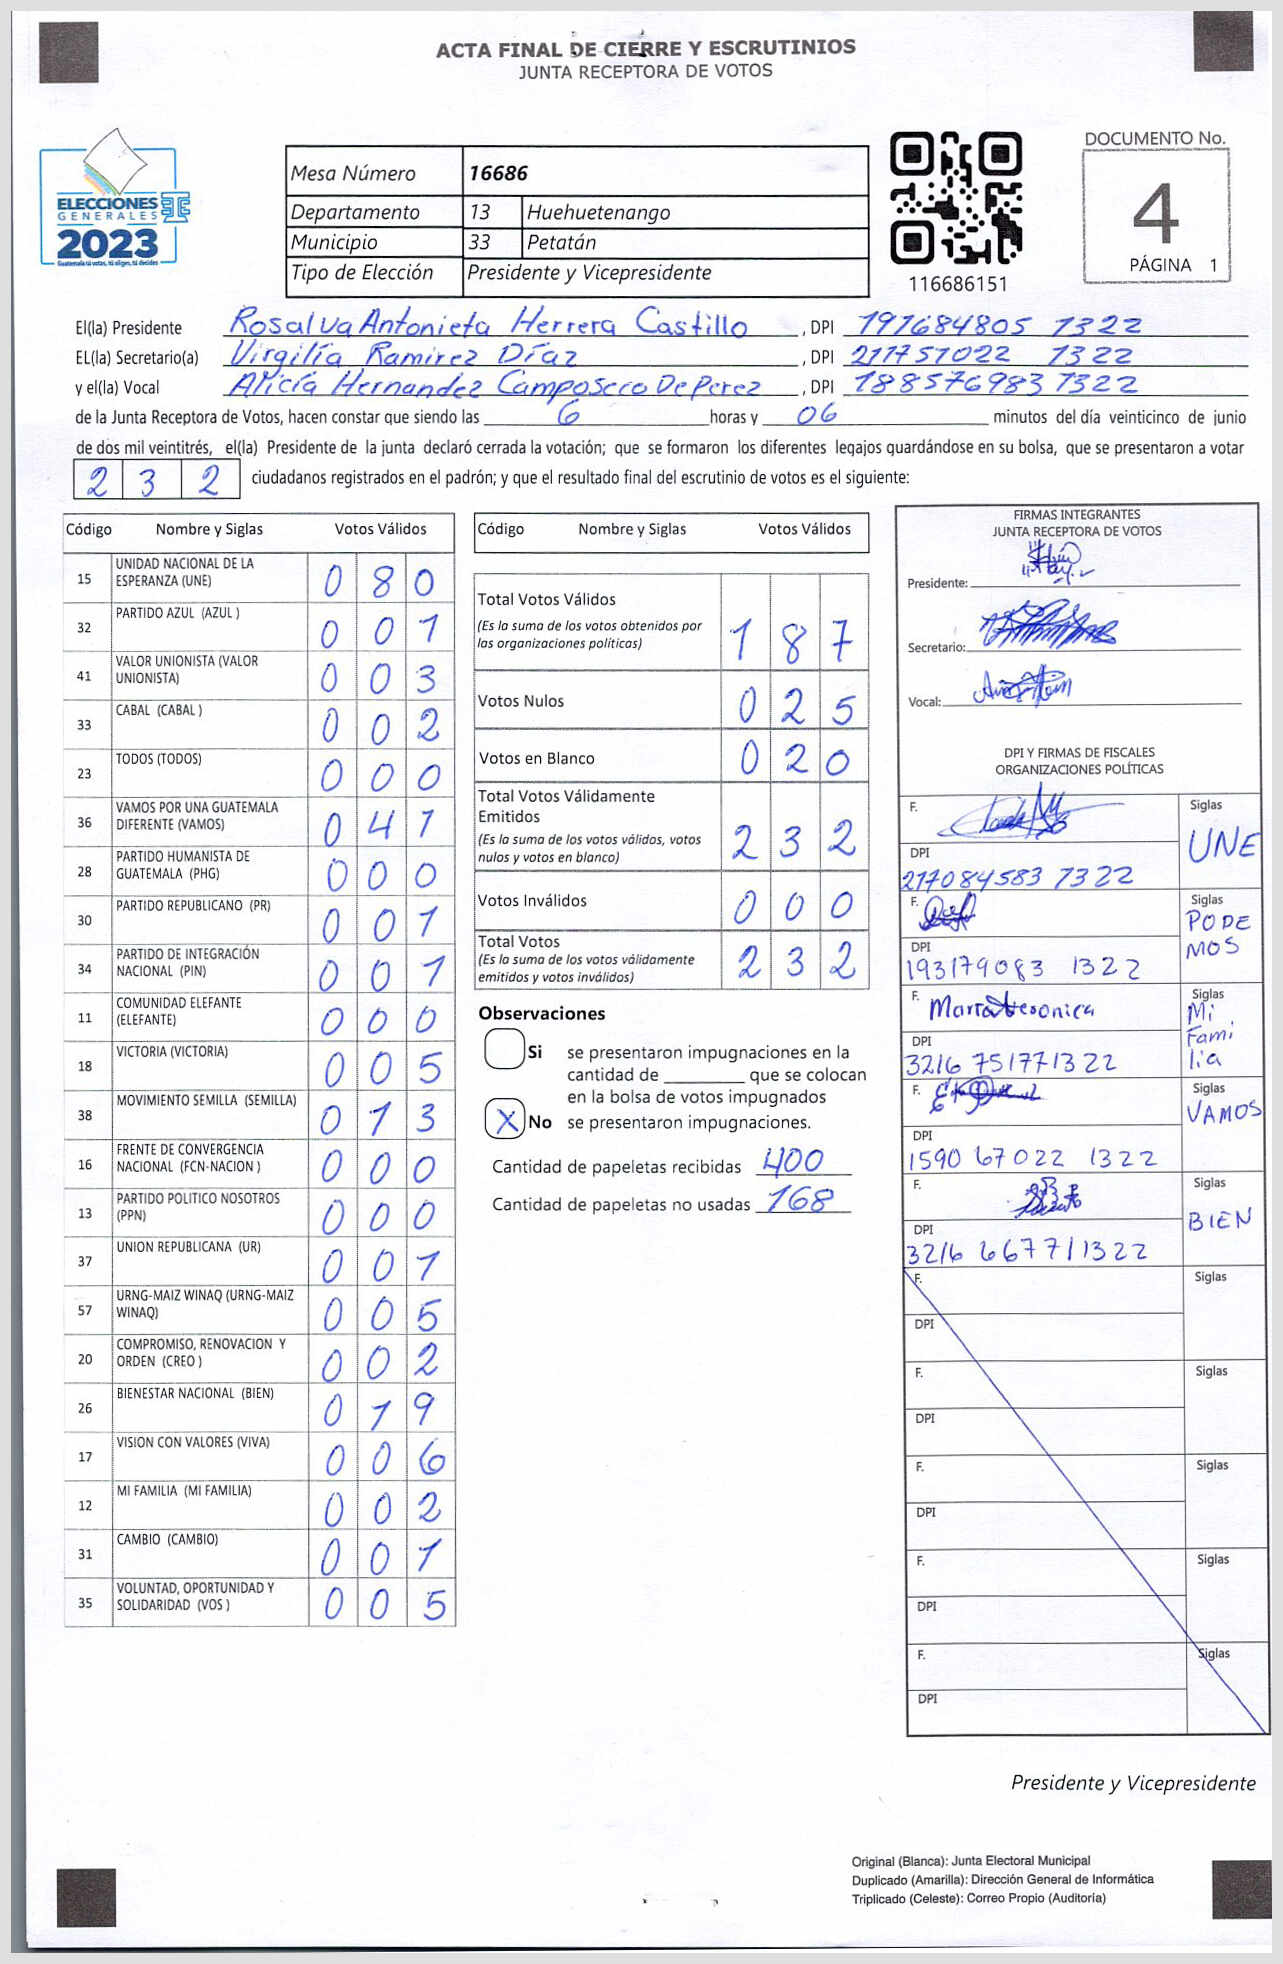 ACTA FINAL DE CIERRE Y ESCRUTINIOS
JUNTA RECEPTORA DE VOTOS
ELECCIONES
GENERALES
2023
Guatemala tú votas, tú eliges, tú decides
Mesa Número 16686
Departamento 13 Huehuetenango
Municipio 33 Petatán
Tipo de Elección Presidente y Vicepresidente
116686151
DOCUMENTO No.
4
PÁGINA 1
El(la) Presidente Rosalva Antonieta Herrera Castillo , DPI 191684805 1322
EL(la) Secretario(a) Virgilia Ramirez Díaz , DPI 211751022 1322
y el(la) Vocal Alicia Hernandez Camposeco De Perez , DPI 188576983 1322
de la Junta Receptora de Votos, hacen constar que siendo las 6 horas y 06 minutos del día veinticinco de junio
de dos mil veintitrés, el(la) Presidente de la junta declaró cerrada la votación; que se formaron los diferentes legajos guardándose en su bolsa, que se presentaron a votar
2 3 2 ciudadanos registrados en el padrón; y que el resultado final del escrutinio de votos es el siguiente:
Código Nombre y Siglas Votos Válidos
15 UNIDAD NACIONAL DE LA
ESPERANZA (UNE) 0 8 0
32 PARTIDO AZUL (AZUL ) 0 0 1
41 VALOR UNIONISTA (VALOR
UNIONISTA) 0 0 3
33 CABAL (CABAL ) 0 0 2
23 TODOS (TODOS) 0 0 0
36 VAMOS POR UNA GUATEMALA
DIFERENTE (VAMOS) 0 4 1
28 PARTIDO HUMANISTA DE
GUATEMALA (PHG) 0 0 0
30 PARTIDO REPUBLICANO (PR) 0 0 1
34 PARTIDO DE INTEGRACIÓN
NACIONAL (PIN) 0 0 1
11 COMUNIDAD ELEFANTE
(ELEFANTE) 0 0 0
18 VICTORIA (VICTORIA) 0 0 5
38 MOVIMIENTO SEMILLA (SEMILLA) 0 1 3
16 FRENTE DE CONVERGENCIA
NACIONAL (FCN-NACION ) 0 0 0
13 PARTIDO POLITICO NOSOTROS
(PPN) 0 0 0
37 UNION REPUBLICANA (UR) 0 0 1
57 URNG-MAIZ WINAQ (URNG-MAIZ
WINAQ) 0 0 5
20 COMPROMISO, RENOVACION Y
ORDEN (CREO ) 0 0 2
26 BIENESTAR NACIONAL (BIEN) 0 1 9
17 VISION CON VALORES (VIVA) 0 0 6
12 MI FAMILIA (MI FAMILIA) 0 0 2
31 CAMBIO (CAMBIO) 0 0 1
35 VOLUNTAD, OPORTUNIDAD Y
SOLIDARIDAD (VOS ) 0 0 5
Código Nombre y Siglas Votos Válidos
Total Votos Válidos
(Es la suma de los votos obtenidos por
las organizaciones políticas) 1 8 7
Votos Nulos 0 2 5
Votos en Blanco 0 2 0
Total Votos Válidamente
Emitidos
(Es la suma de los votos válidos, votos
nulos y votos en blanco) 2 3 2
Votos Inválidos 0 0 0
Total Votos
(Es la suma de los votos válidamente
emitidos y votos inválidos) 2 3 2
Observaciones
Si se presentaron impugnaciones en la
cantidad de ________ que se colocan
en la bolsa de votos impugnados
X No se presentaron impugnaciones.
Cantidad de papeletas recibidas 400
Cantidad de papeletas no usadas 168
FIRMAS INTEGRANTES
JUNTA RECEPTORA DE VOTOS
Presidente:
Secretario:
Vocal:
DPI Y FIRMAS DE FISCALES
ORGANIZACIONES POLÍTICAS
F. Siglas
UNE
DPI
217084583 1322
F. Siglas
PODE
MOS
DPI
193179083 1322
F. Maria Veronica Siglas
Mi
Fami
lia
DPI
3216 751771322
F. Siglas
VAMOS
DPI
1590 67022 1322
F. Siglas
BIEN
DPI
3216 66771 1322
F. Siglas
DPI
F. Siglas
DPI
F. Siglas
DPI
F. Siglas
DPI
F. Siglas
DPI
Presidente y Vicepresidente
Original (Blanca): Junta Electoral Municipal
Duplicado (Amarilla): Dirección General de Informática
Triplicado (Celeste): Correo Propio (Auditoría)